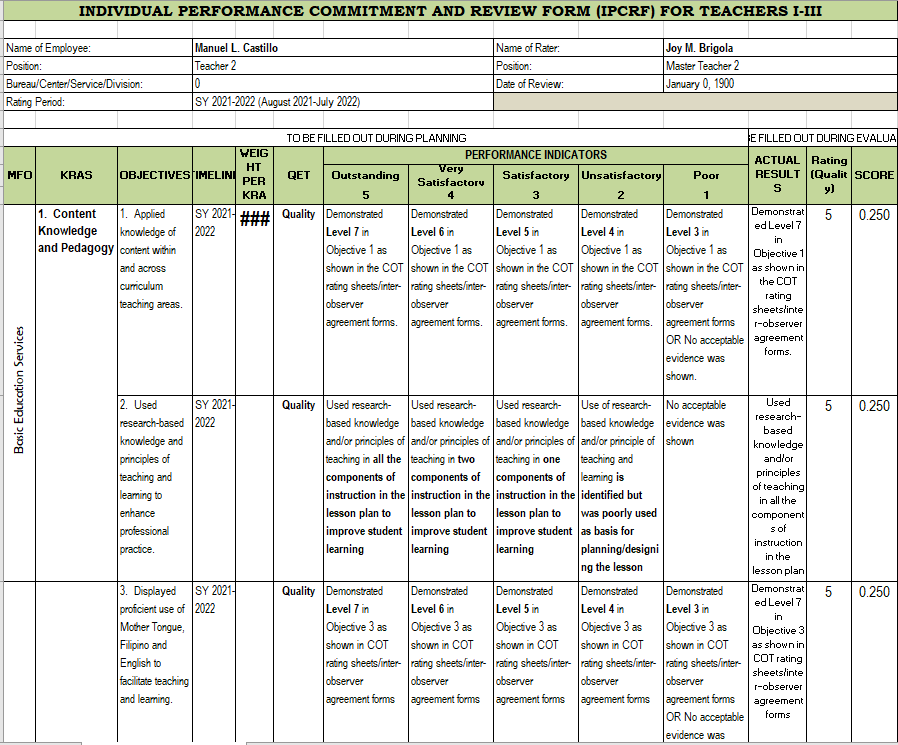 INDIVIDUAL PERFORMANCE COMMITMENT AND REVIEW FORM (IPCRF) FOR TEACHERS I-III
Name of Employee: Manuel L. Castillo Name of Rater: Joy M. Brigola
Position: Teacher 2 Position: Master Teacher 2
Bureau/Center/Service/Division: 0 Date of Review: January 0, 1900
Rating Period: SY 2021-2022 (August 2021-July 2022)
TO BE FILLED OUT DURING PLANNING
E FILLED OUT DURING EVALUA
MFO
KRAS
OBJECTIVES
TIMELIN
WEIG
HT
PER
KRA
QET
PERFORMANCE INDICATORS
Outstanding
5
Very
Satisfactory
4
Satisfactory
3
Unsatisfactory
2
Poor
1
ACTUAL
RESULT
S
Rating
(Qualit
y)
SCORE
Basic Education Services
1. Content
Knowledge
and Pedagogy
1. Applied
knowledge of
content within
and across
curriculum
teaching areas.
SY 2021-
2022
###
Quality
Demonstrated
Level 7 in
Objective 1 as
shown in the COT
rating sheets/inter-
observer
agreement forms.
Demonstrated
Level 6 in
Objective 1 as
shown in the COT
rating sheets/inter-
observer
agreement forms.
Demonstrated
Level 5 in
Objective 1 as
shown in the COT
rating sheets/inter-
observer
agreement forms.
Demonstrated
Level 4 in
Objective 1 as
shown in the COT
rating sheets/inter-
observer
agreement forms.
Demonstrated
Level 3 in
Objective 1 as
shown in the COT
rating sheets/inter-
observer
agreement forms
OR No acceptable
evidence was
shown.
Demonstrat
ed Level 7
in
Objective 1
as shown in
the COT
rating
sheets/inte
r-observer
agreement
forms.
5
0.250
2. Used
research-based
knowledge and
principles of
teaching and
learning to
enhance
professional
practice.
SY 2021-
2022
Quality
Used research-
based knowledge
and/or principles of
teaching in all the
components of
instruction in the
lesson plan to
improve student
learning
Used research-
based knowledge
and/or principles of
teaching in two
components of
instruction in the
lesson plan to
improve student
learning
Used research-
based knowledge
and/or principles of
teaching in one
components of
instruction in the
lesson plan to
improve student
learning
Use of research-
based knowledge
and/or principle of
teaching and
learning is
identified but
was poorly used
as basis for
planning/designi
ng the lesson
No acceptable
evidence was
shown
Used
research-
based
knowledge
and/or
principles
of teaching
in all the
component
s of
instruction
in the
lesson plan
5
0.250
3. Displayed
proficient use of
Mother Tongue,
Filipino and
English to
facilitate teaching
and learning.
SY 2021-
2022
Quality
Demonstrated
Level 7 in
Objective 3 as
shown in COT
rating sheets/inter-
observer
agreement forms
Demonstrated
Level 6 in
Objective 3 as
shown in COT
rating sheets/inter-
observer
agreement forms
Demonstrated
Level 5 in
Objective 3 as
shown in COT
rating sheets/inter-
observer
agreement forms
Demonstrated
Level 4 in
Objective 3 as
shown in COT
rating sheets/inter-
observer
agreement forms
Demonstrated
Level 3 in
Objective 3 as
shown in COT
rating sheets/inter-
observer
agreement forms
OR No acceptable
evidence was
Demonstrat
ed Level 7
in
Objective 3
as shown in
COT rating
sheets/inte
r-observer
agreement
forms
5
0.250